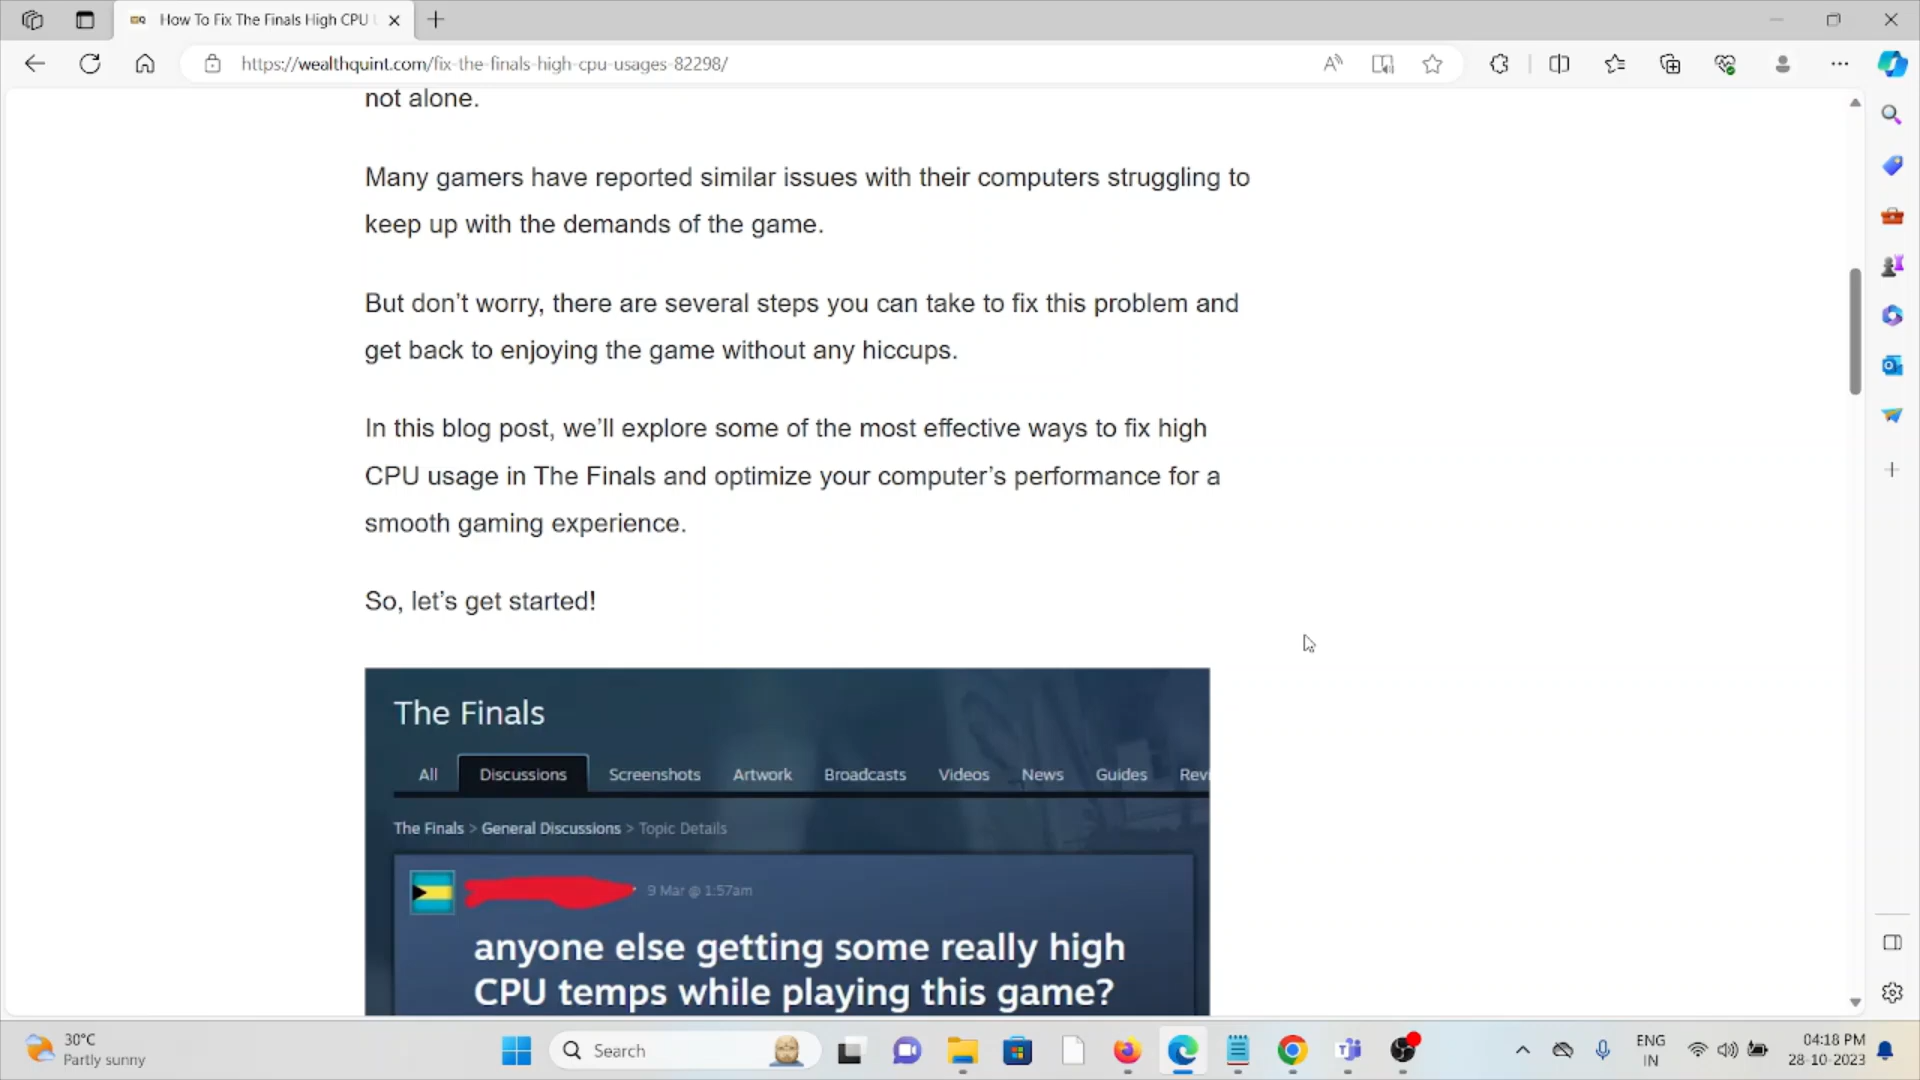 How To Fix The Finals High CPU U
https://wealthquint.com/fix-the-finals-high-cpu-usages-82298/
not alone.
Many gamers have reported similar issues with their computers struggling to
keep up with the demands of the game.
But don’t worry, there are several steps you can take to fix this problem and
get back to enjoying the game without any hiccups.
In this blog post, we’ll explore some of the most effective ways to fix high
CPU usage in The Finals and optimize your computer’s performance for a
smooth gaming experience.
So, let’s get started!
The Finals
All Discussions Screenshots Artwork Broadcasts Videos News Guides Revi
The Finals > General Discussions > Topic Details
9 Mar @ 1:57am
anyone else getting some really high
CPU temps while playing this game?
30°C
Partly sunny
Search
ENG
IN
04:18 PM
28-10-2023